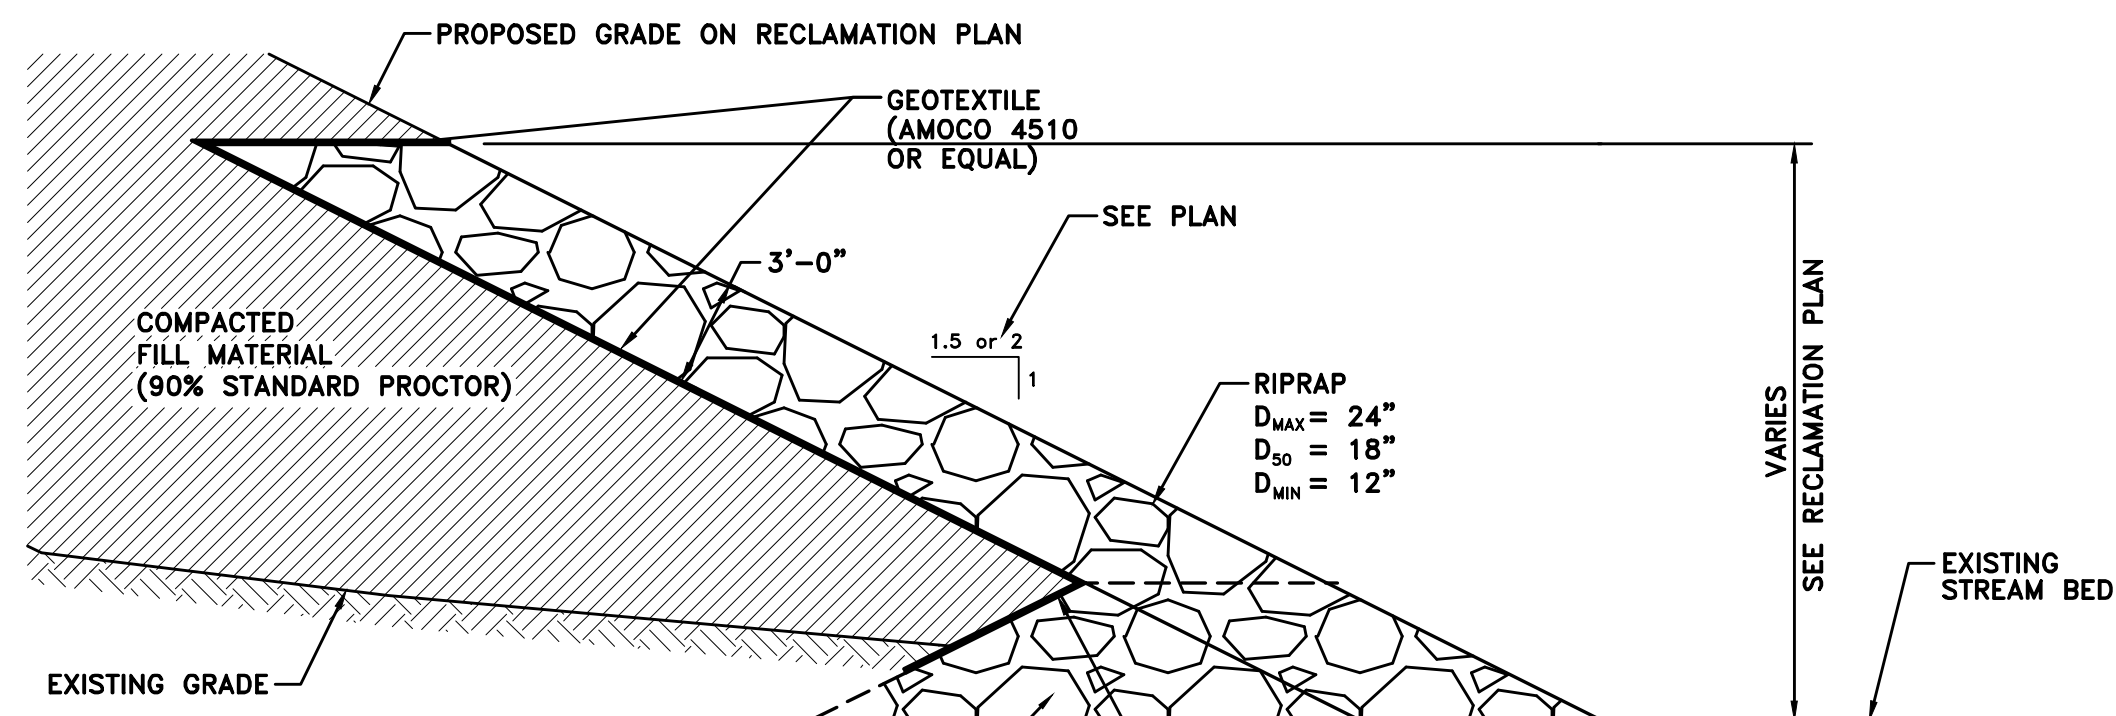 PROPOSED GRADE ON RECLAMATION PLAN
GEOTEXTILE
(AMOCO 4510
OR EQUAL)
SEE PLAN
3'-0"
COMPACTED
FILL MATERIAL
(90% STANDARD PROCTOR)
1.5 or 2
1
RIPRAP
DMAX = 24"
D50 = 18"
DMIN = 12"
VARIES
SEE RECLAMATION PLAN
EXISTING
STREAM BED
EXISTING GRADE